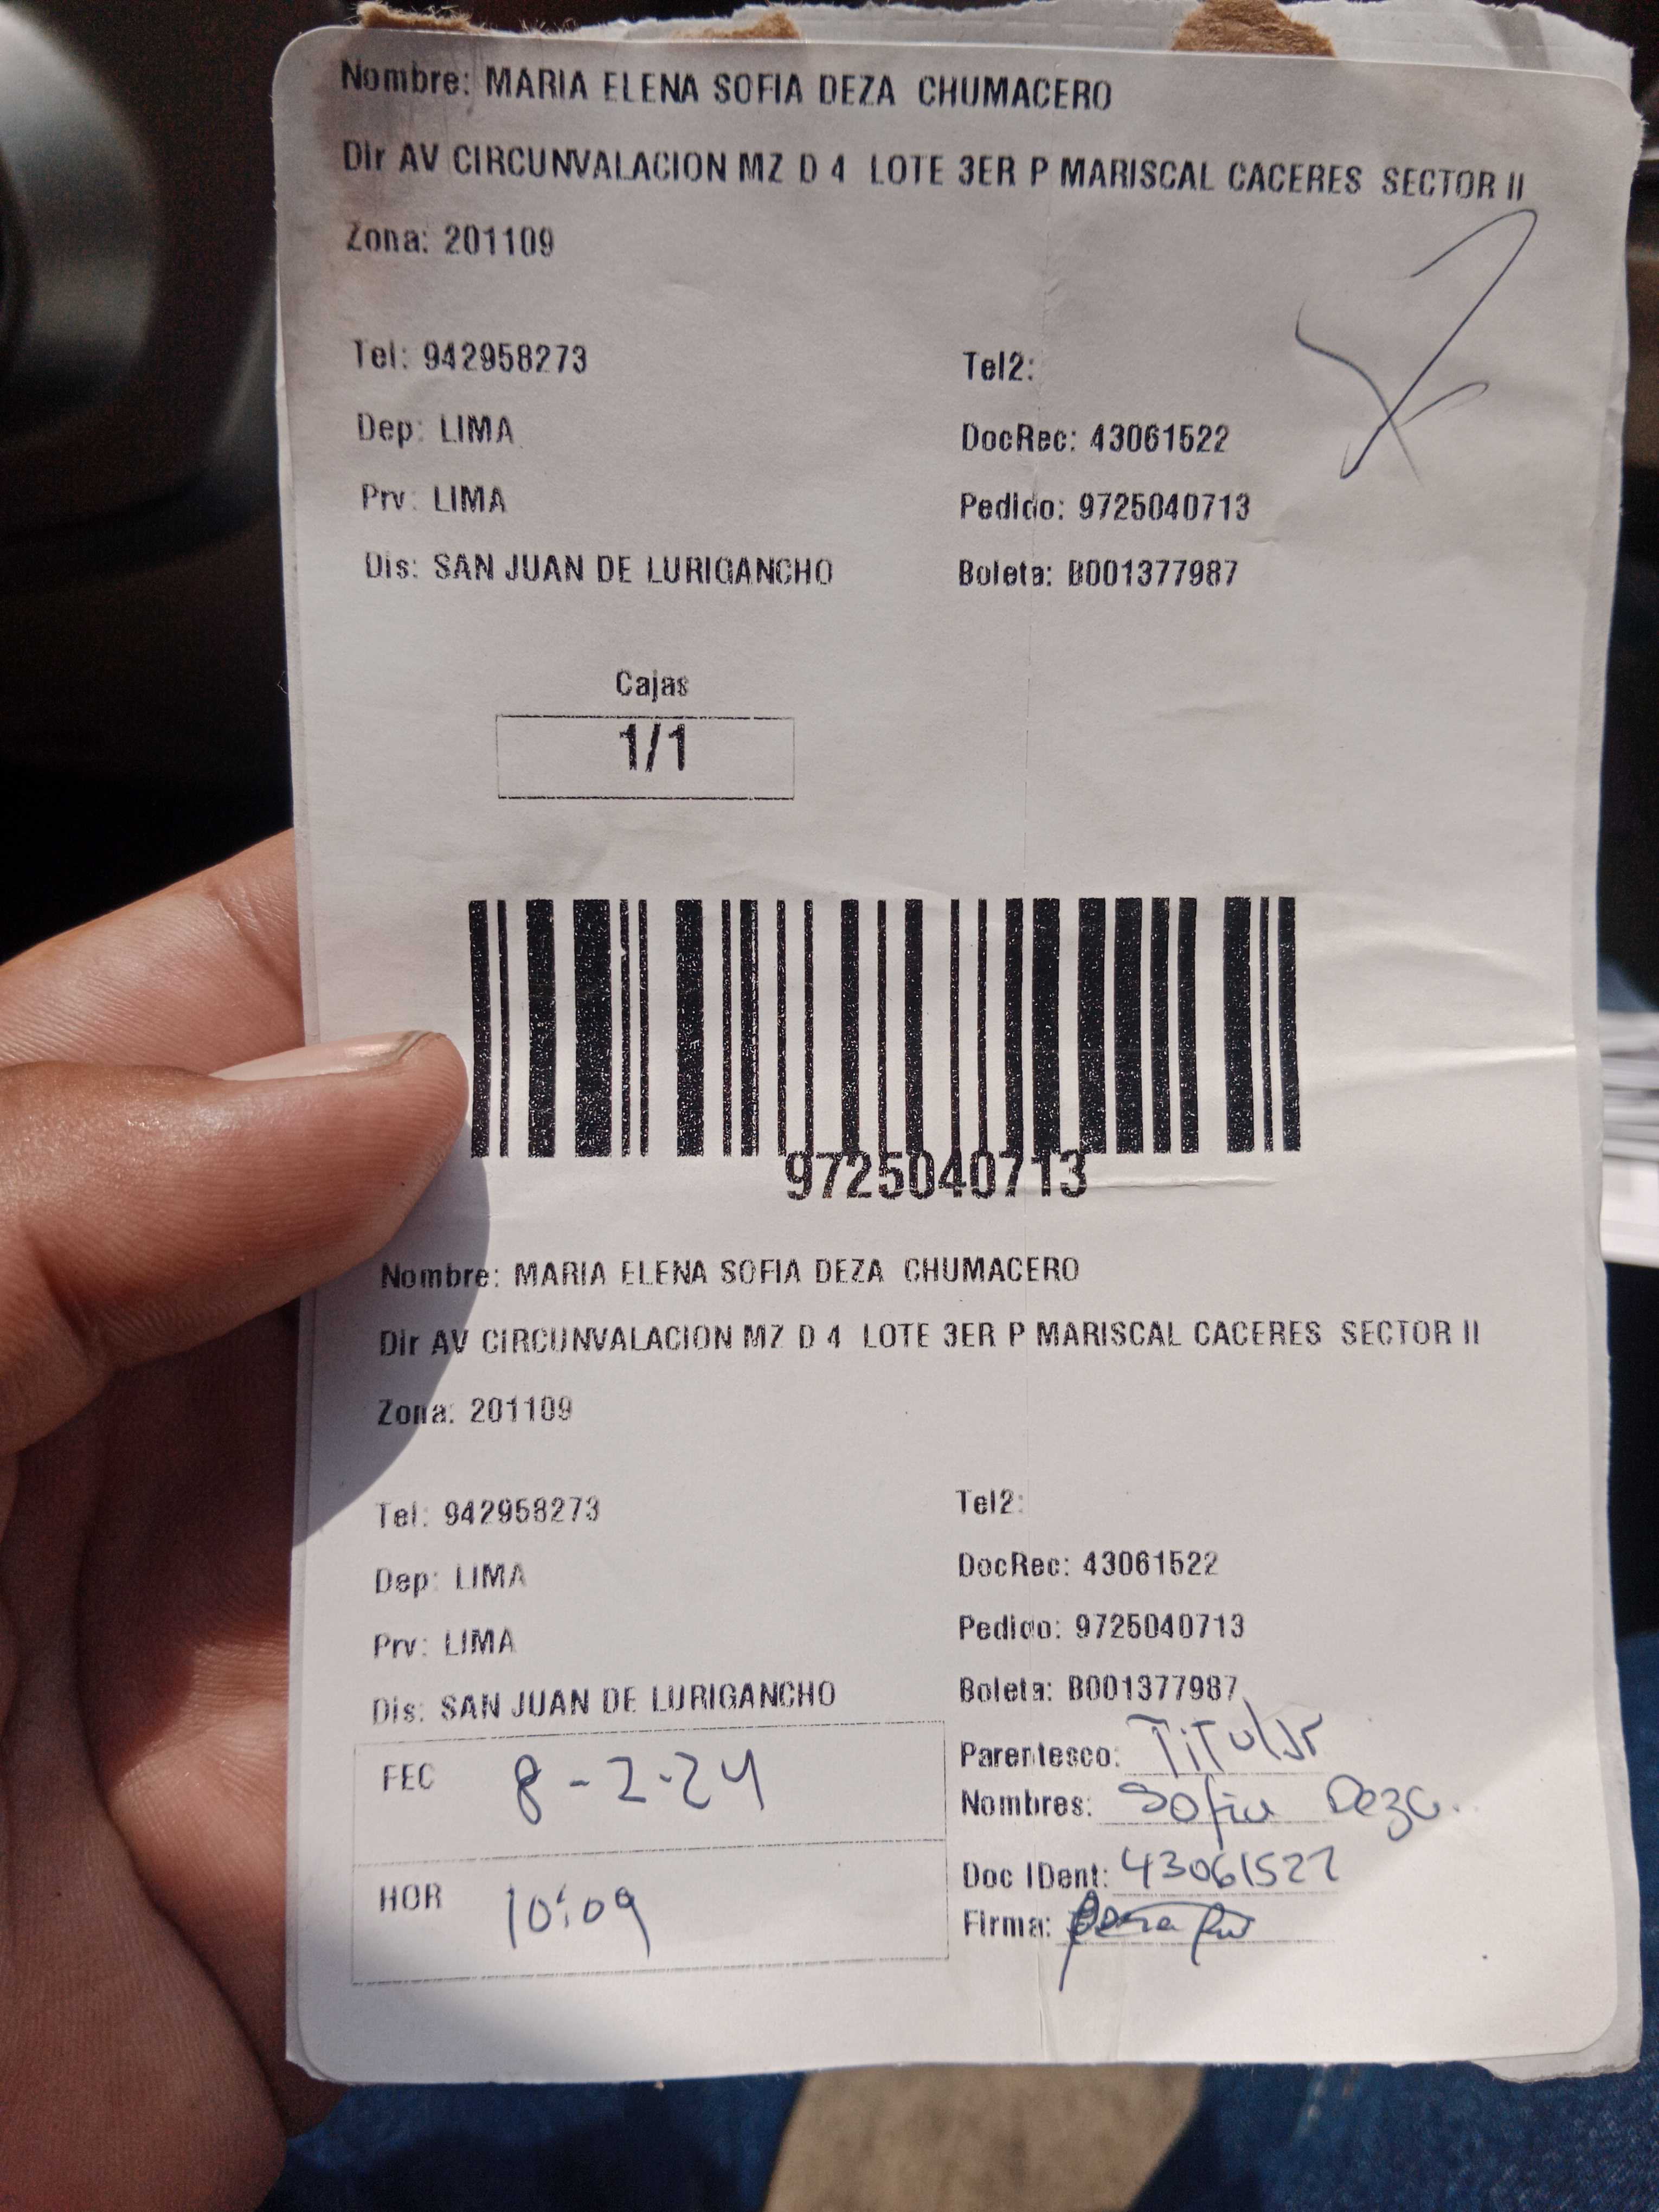 Nombre: MARIA ELENA SOFIA DEZA CHUMACERO
Dir AV CIRCUNVALACION MZ D 4 LOTE 3ER P MARISCAL CACERES SECTOR II
Zona: 201109
Tel: 942958273 Tel2:
Dep: LIMA DocRec: 43061522
Prv: LIMA Pedido: 9725040713
Dis: SAN JUAN DE LURIGANCHO Boleta: B001377987
Cajas
1/1
9725040713
Nombre: MARIA ELENA SOFIA DEZA CHUMACERO
Dir AV CIRCUNVALACION MZ D 4 LOTE 3ER P MARISCAL CACERES SECTOR II
Zona: 201109
Tel: 942958273 Tel2:
Dep: LIMA DocRec: 43061522
Prv: LIMA Pedido: 9725040713
Dis: SAN JUAN DE LURIGANCHO Boleta: B001377987
FEC 8-2-24 Parentesco: Titular
Nombres: Sofia Deza.
HOR 10:09 Doc IDent: 43061522
Firma: